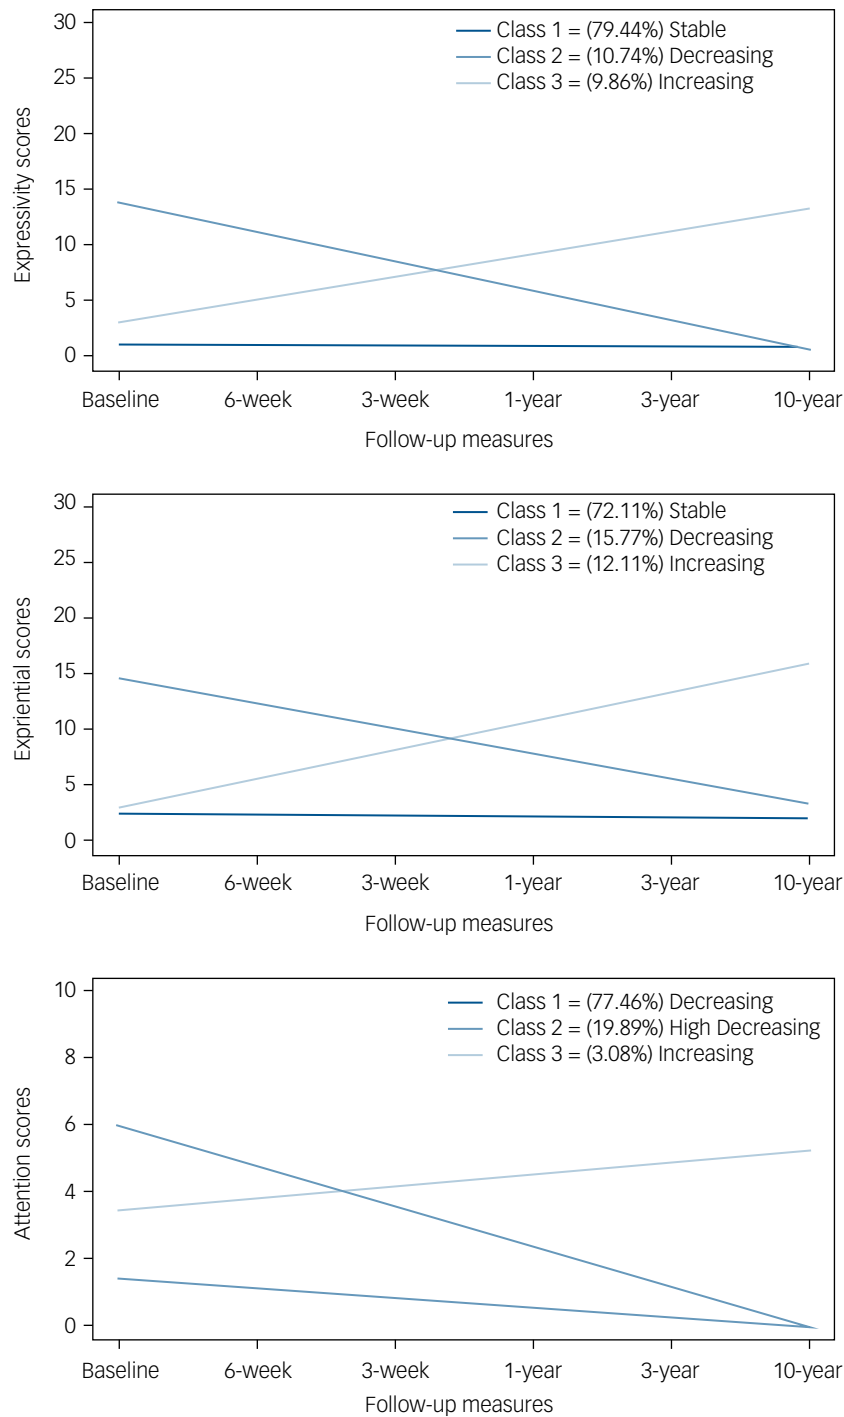 30
25
20
15
10
5
0
Expressivity scores
Class 1 = (79.44%) Stable
Class 2 = (10.74%) Decreasing
Class 3 = (9.86%) Increasing
Baseline 6-week 3-week 1-year 3-year 10-year
Follow-up measures
30
25
20
15
10
5
0
Expriential scores
Class 1 = (72.11%) Stable
Class 2 = (15.77%) Decreasing
Class 3 = (12.11%) Increasing
Baseline 6-week 3-week 1-year 3-year 10-year
Follow-up measures
10
8
6
4
2
0
Attention scores
Class 1 = (77.46%) Decreasing
Class 2 = (19.89%) High Decreasing
Class 3 = (3.08%) Increasing
Baseline 6-week 3-week 1-year 3-year 10-year
Follow-up measures